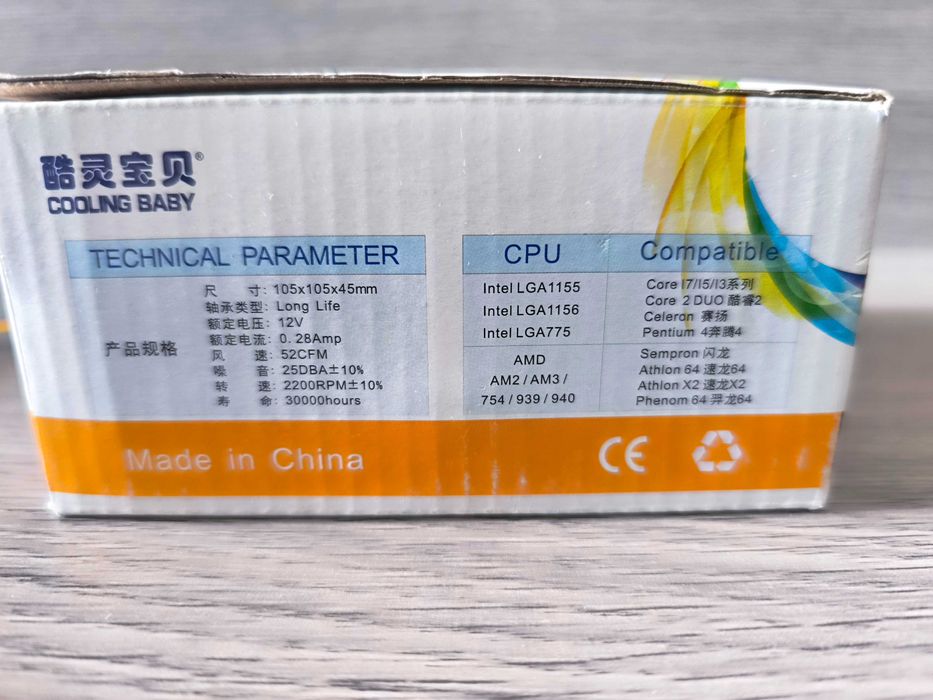 酷灵宝贝®
COOLING BABY
TECHNICAL PARAMETER
产品规格
尺 寸: 105x105x45mm
轴承类型: Long Life
额定电压: 12V
额定电流: 0.28Amp
风 速: 52CFM
噪 音: 25DBA±10%
转 速: 2200RPM±10%
寿 命: 30000hours
CPU Compatible
Intel LGA1155
Intel LGA1156
Intel LGA775
Core I7/I5/I3系列
Core 2 DUO 酷睿2
Celeron 赛扬
Pentium 4奔腾4
AMD
AM2 / AM3 /
754 / 939 / 940
Sempron 闪龙
Athlon 64 速龙64
Athlon X2 速龙X2
Phenom 64 羿龙64
Made in China
CE